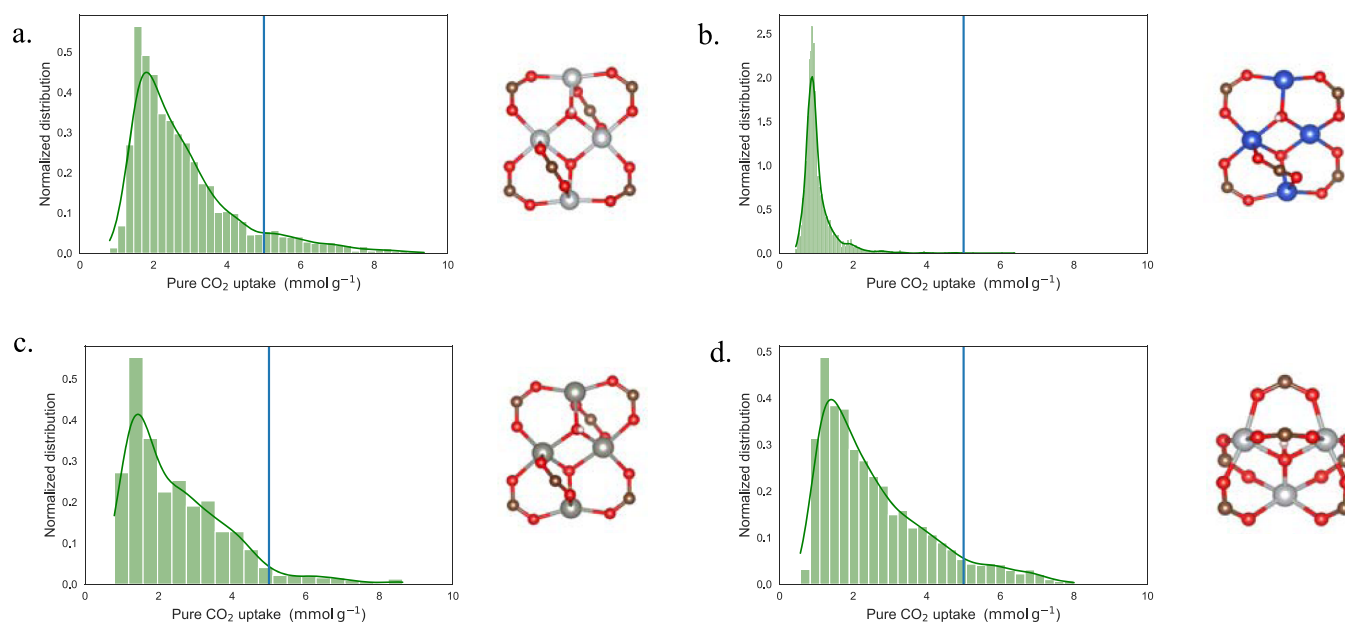 a.
Normalized distribution
0.5
0.4
0.3
0.2
0.1
0.0
0 2 4 6 8 10
Pure CO₂ uptake (mmol g⁻¹)
b.
Normalized distribution
2.5
2.0
1.5
1.0
0.5
0.0
0 2 4 6 8 10
Pure CO₂ uptake (mmol g⁻¹)
c.
Normalized distribution
0.5
0.4
0.3
0.2
0.1
0.0
0 2 4 6 8 10
Pure CO₂ uptake (mmol g⁻¹)
d.
Normalized distribution
0.5
0.4
0.3
0.2
0.1
0.0
0 2 4 6 8 10
Pure CO₂ uptake (mmol g⁻¹)